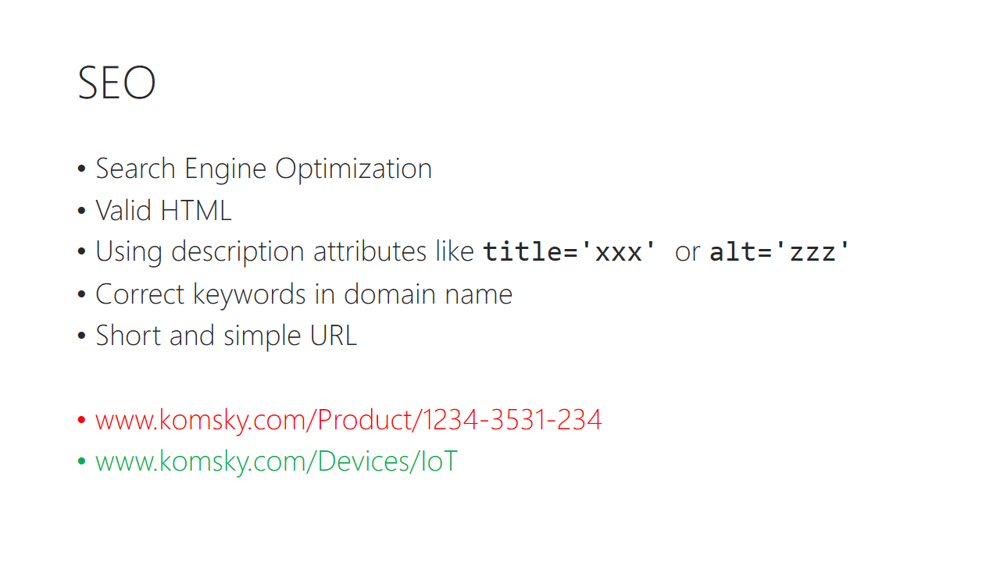 SEO
• Search Engine Optimization
• Valid HTML
• Using description attributes like title='xxx' or alt='zzz'
• Correct keywords in domain name
• Short and simple URL
• www.komsky.com/Product/1234-3531-234
• www.komsky.com/Devices/IoT